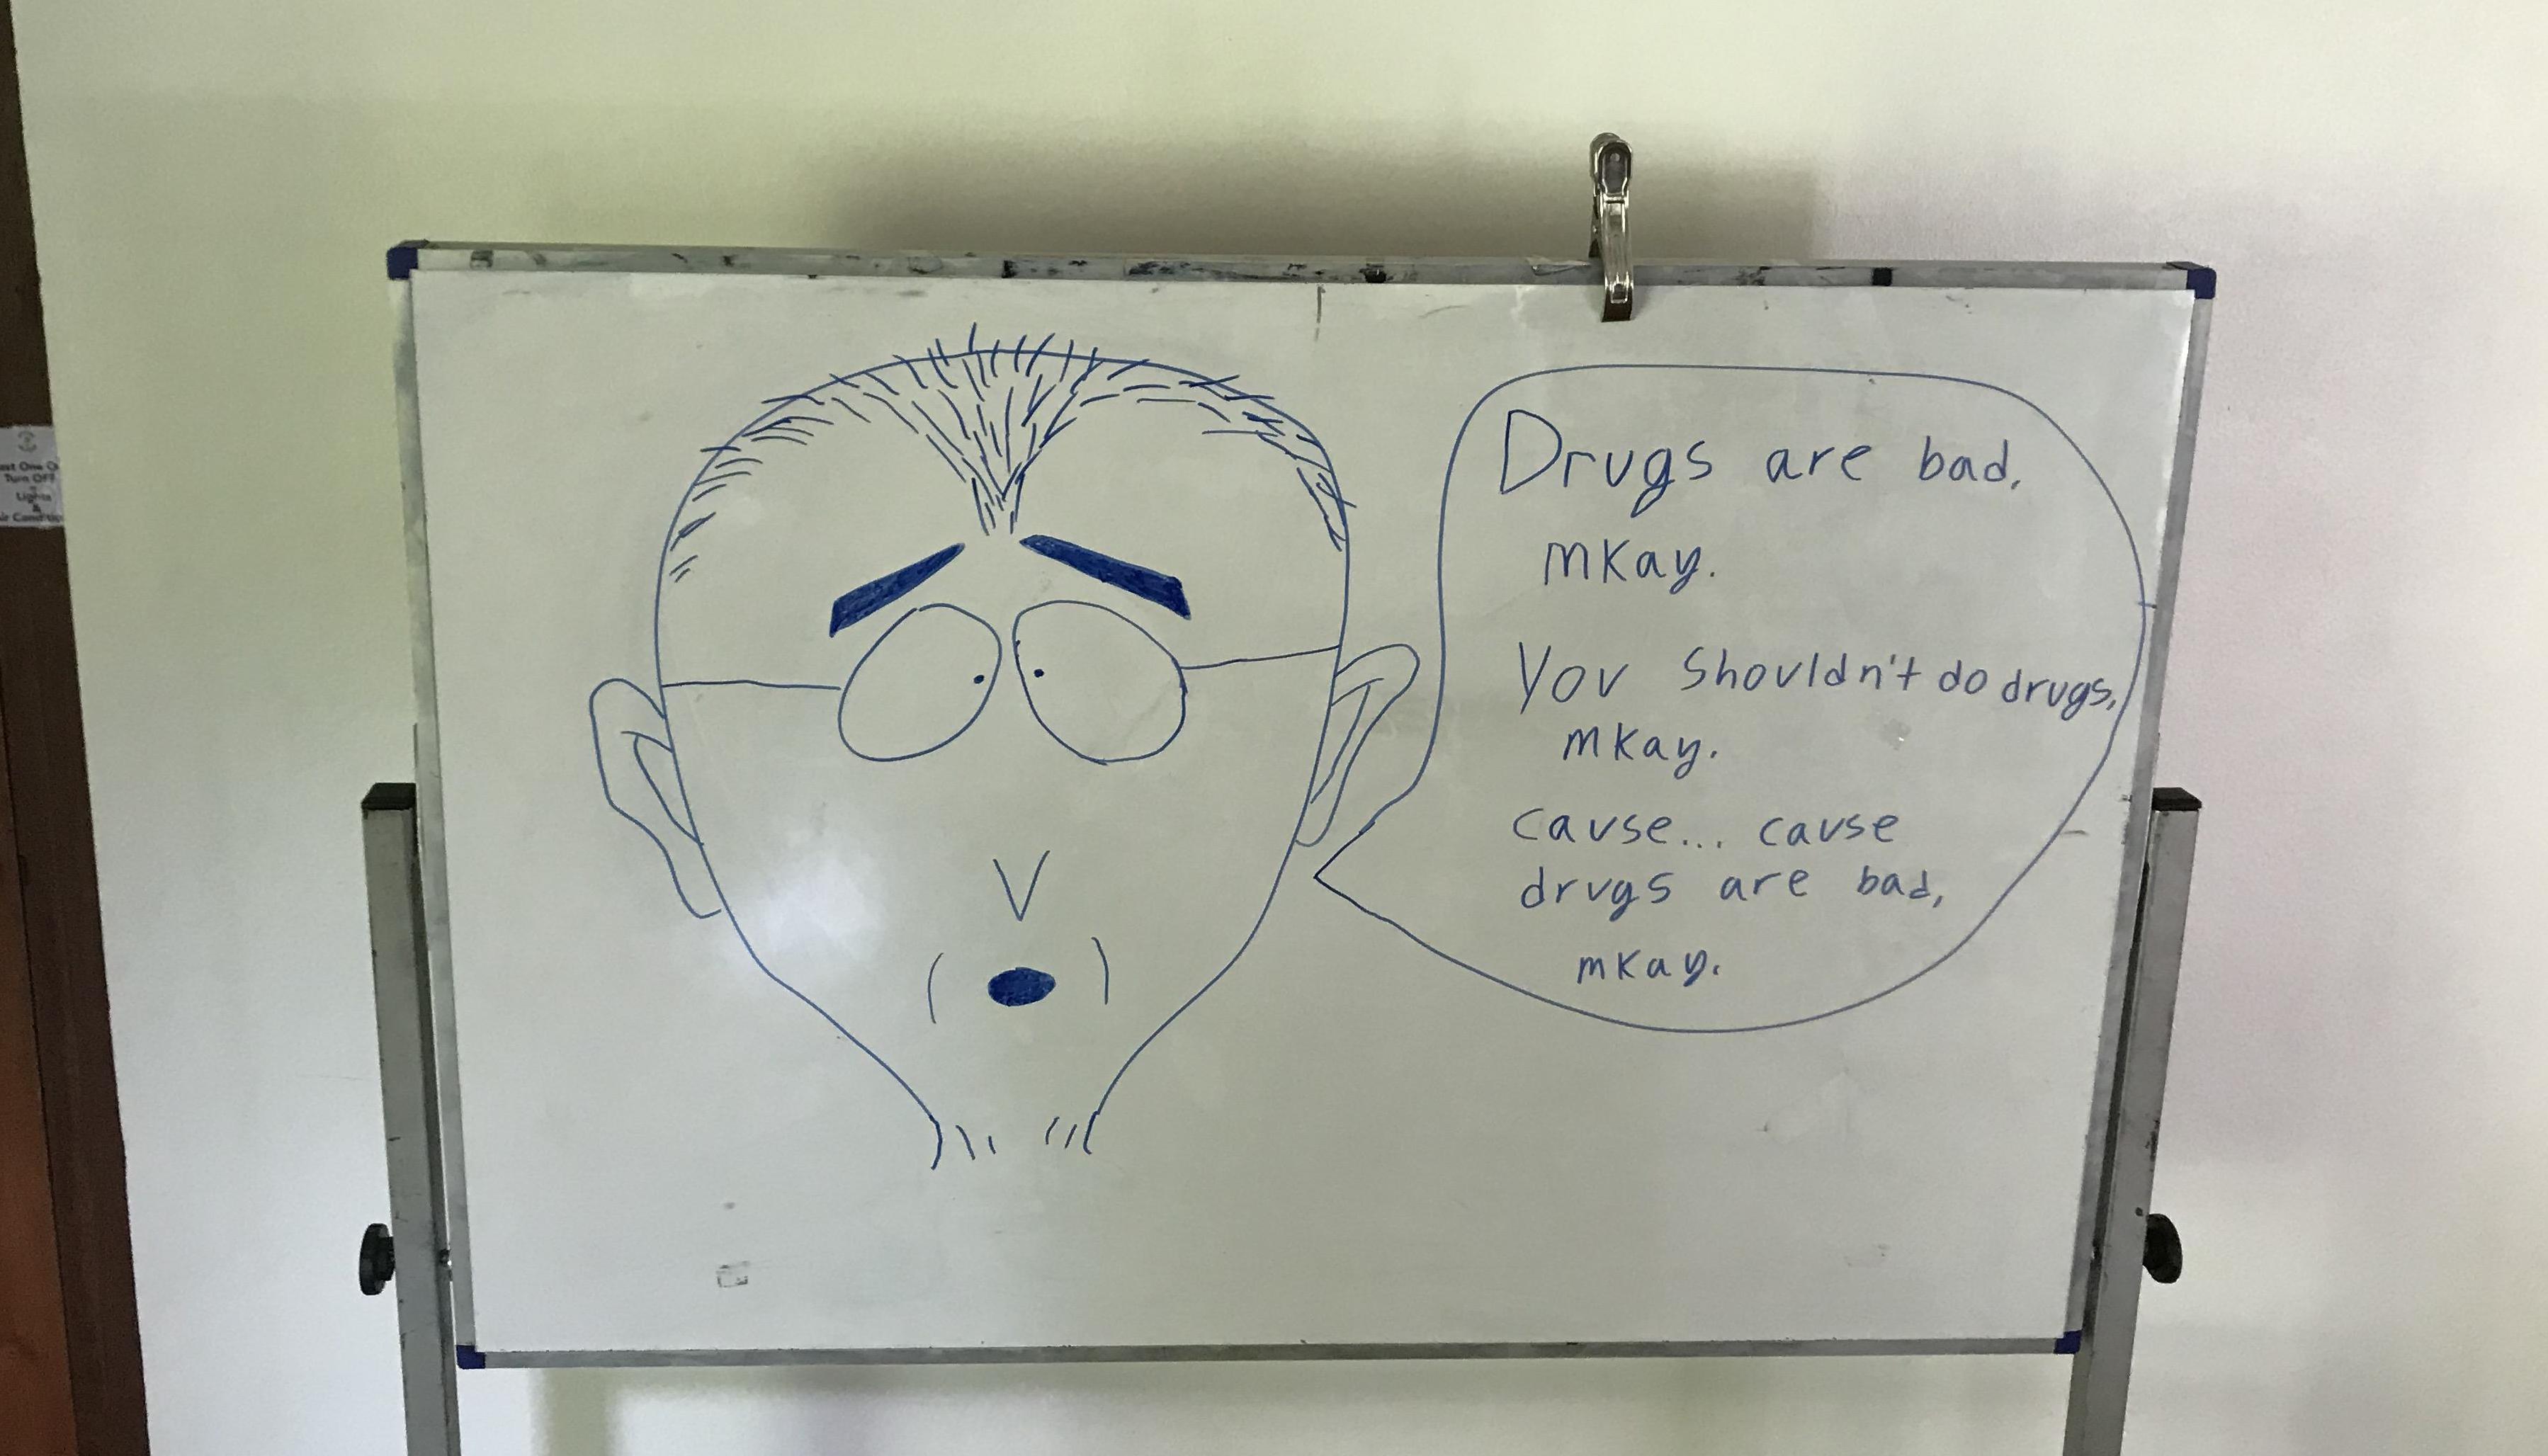 ast One O
Turn OFF
Lights
&
ir Conditio
Drugs are bad,
mkay.
You shouldn't do drugs,
mkay.
cause... cause
drugs are bad,
mkay.